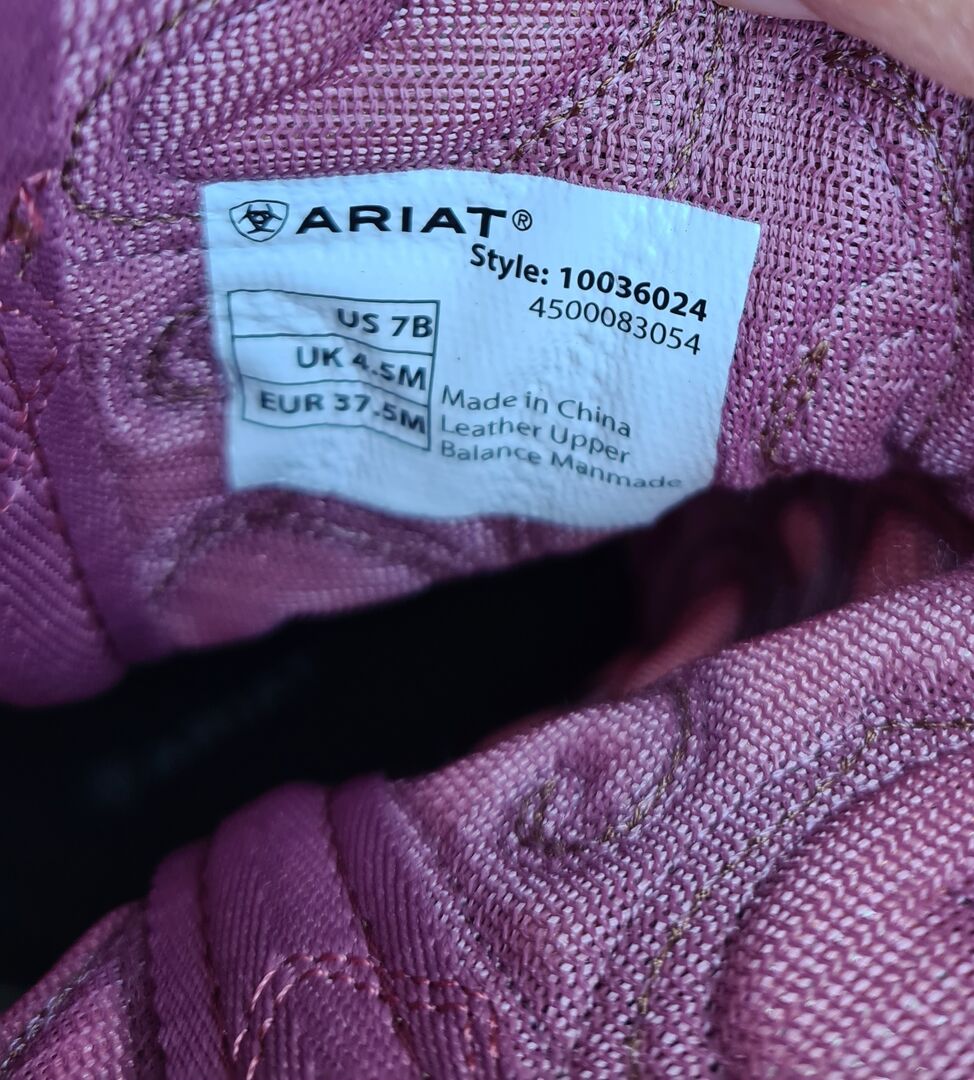 ARIAT®
Style: 10036024
4500083054
US 7B
UK 4.5M
EUR 37.5M
Made in China
Leather Upper
Balance Manmade